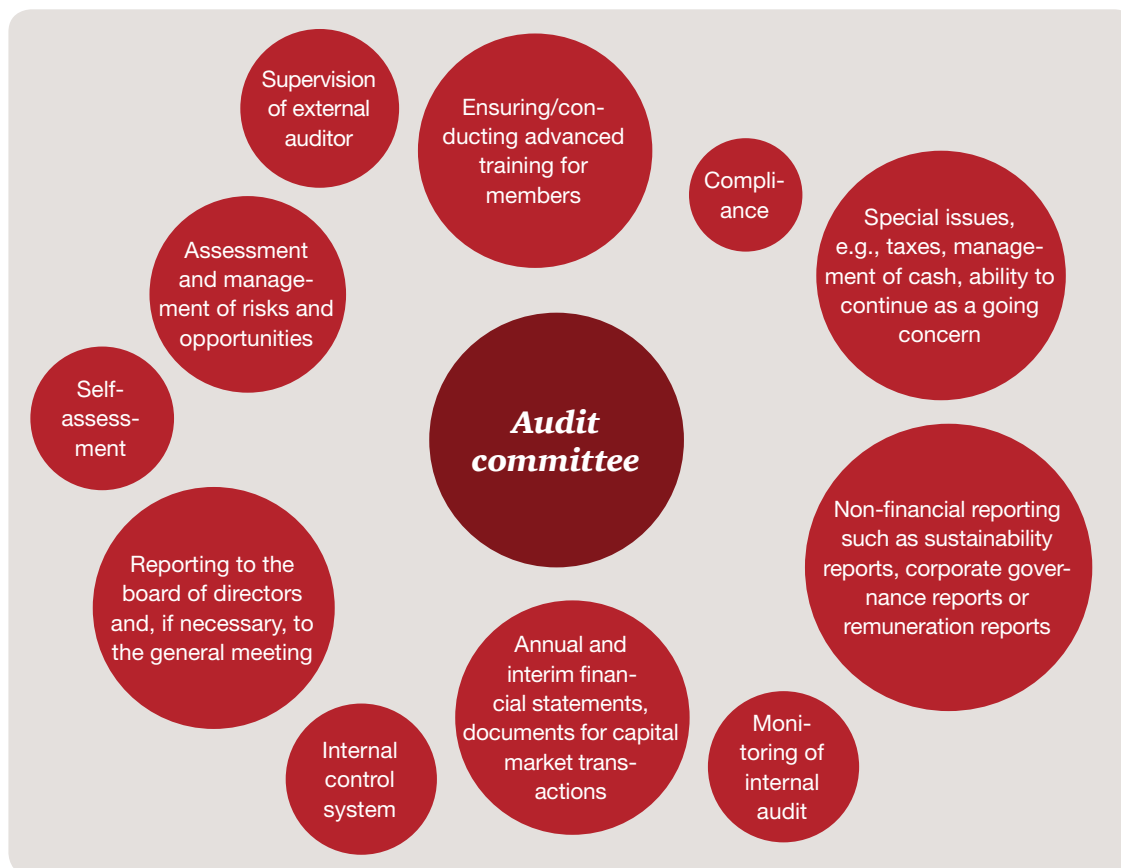 Supervision
of external
auditor
Ensuring/con-
ducting advanced
training for
members
Compli-
ance
Special issues,
e.g., taxes, manage-
ment of cash, ability to
continue as a going
concern
Assessment
and manage-
ment of risks and
opportunities
Self-
assess-
ment
Audit
committee
Non-financial reporting
such as sustainability
reports, corporate gover-
nance reports or
remuneration reports
Reporting to the
board of directors
and, if necessary, to
the general meeting
Annual and
interim finan-
cial statements,
documents for capital
market trans-
actions
Internal
control
system
Moni-
toring of
internal
audit